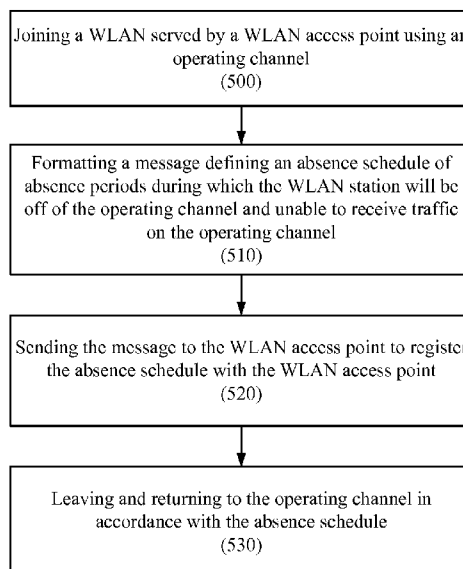 Joining a WLAN served by a WLAN access point using an
operating channel
(500)
Formatting a message defining an absence schedule of
absence periods during which the WLAN station will be
off of the operating channel and unable to receive traffic
on the operating channel
(510)
Sending the message to the WLAN access point to register
the absence schedule with the WLAN access point
(520)
Leaving and returning to the operating channel in
accordance with the absence schedule
(530)